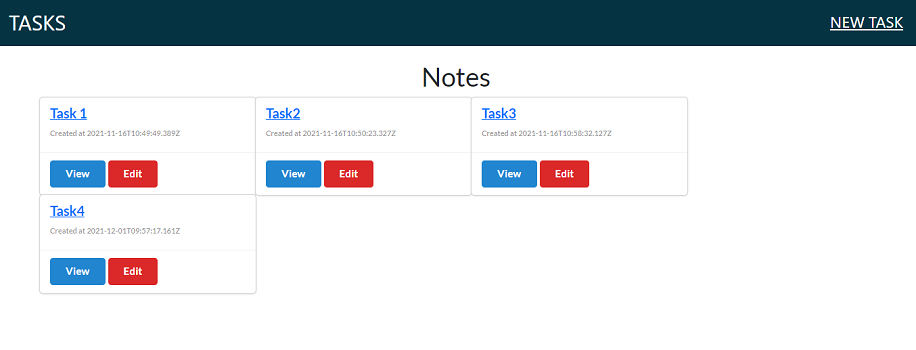 TASKS NEW TASK
Notes
Task 1 Task2 Task3
Created at 2021-11-16T10:49:49.389Z Created at 2021-11-16T10:50:23.327Z Created at 2021-11-16T10:58:32.127Z
View Edit View Edit View Edit
Task4
Created at 2021-12-01T09:57:17.161Z
View Edit